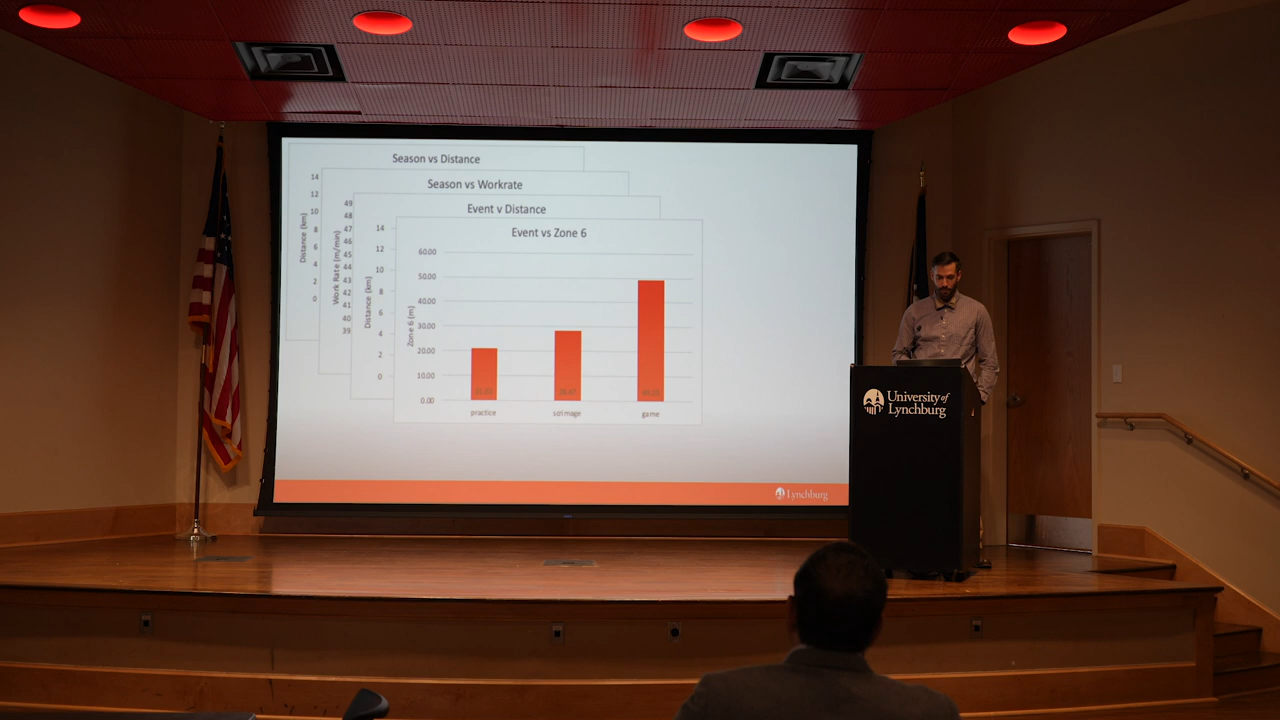 Season vs Distance
14
12
10
8
6
4
2
0
Distance (km)
Season vs Workrate
49
48
47
46
45
44
43
42
41
40
39
Work Rate (m/min)
Event v Distance
14
12
10
8
6
4
2
0
Distance (km)
Event vs Zone 6
60.00
50.00
40.00
30.00
20.00
10.00
0.00
Zone 6 (m)
practice
scrimage
game
Lynchburg
University of
Lynchburg